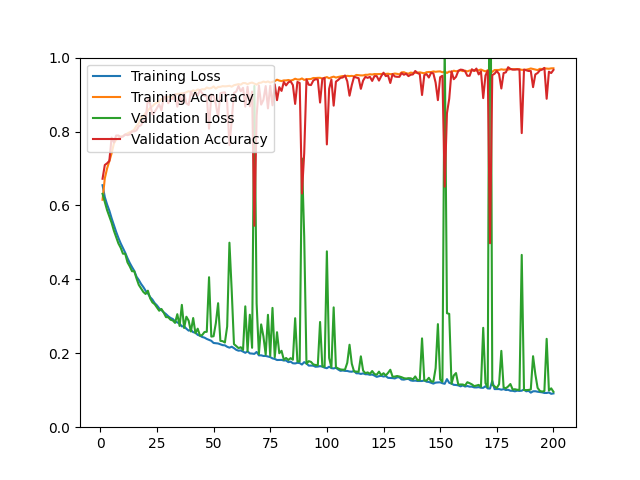 1.0
0.8
0.6
0.4
0.2
0.0
Training Loss
Training Accuracy
Validation Loss
Validation Accuracy
0 25 50 75 100 125 150 175 200